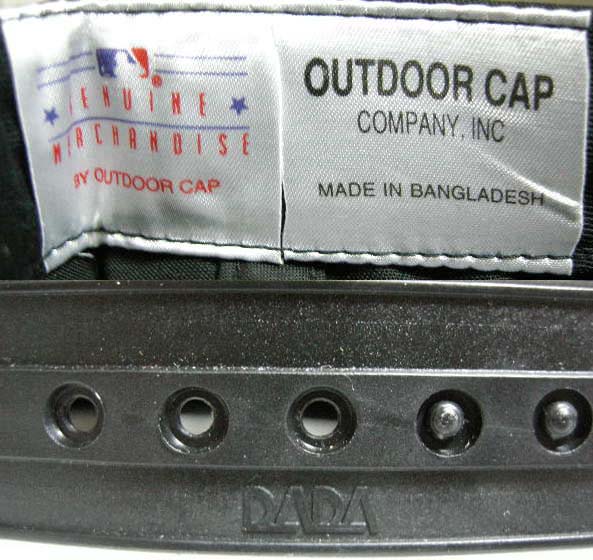 GENUINE
MERCHANDISE
BY OUTDOOR CAP
OUTDOOR CAP
COMPANY, INC
MADE IN BANGLADESH
DADA